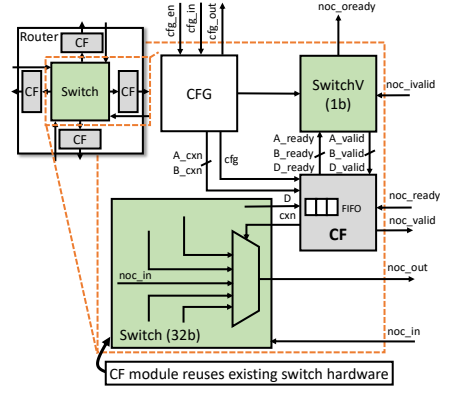 Router
CF
CF
Switch
CF
CF
cfg_en
cfg_in
cfg_out
noc_oready
CFG
SwitchV
(1b)
noc_ivalid
A_cxn
B_cxn
cfg
A_ready
B_ready
D_ready
A_valid
B_valid
D_valid
D
cxn
FIFO
CF
noc_ready
noc_valid
noc_in
noc_out
Switch (32b)
noc_in
CF module reuses existing switch hardware